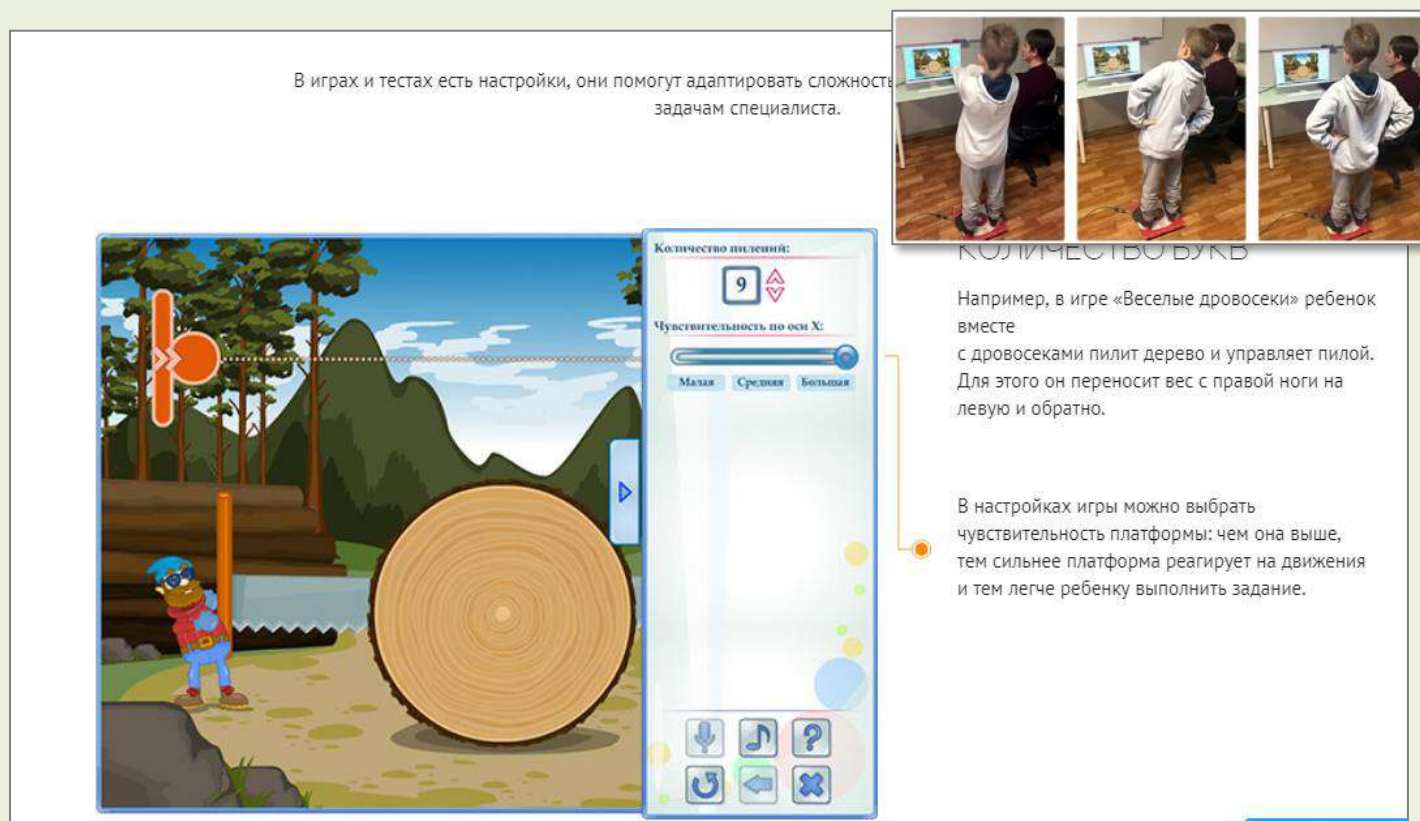 В играх и тестах есть настройки, они помогут адаптировать сложность
задачам специалиста.
Количество пилений:
9
Чувствительность по оси X:
Малая Средняя Большая
КОЛИЧЕСТВО БУКВ
Например, в игре «Веселые дровосеки» ребенок
вместе
с дровосеками пилит дерево и управляет пилой.
Для этого он переносит вес с правой ноги на
левую и обратно.
В настройках игры можно выбрать
чувствительность платформы: чем она выше,
тем сильнее платформа реагирует на движения
и тем легче ребенку выполнить задание.